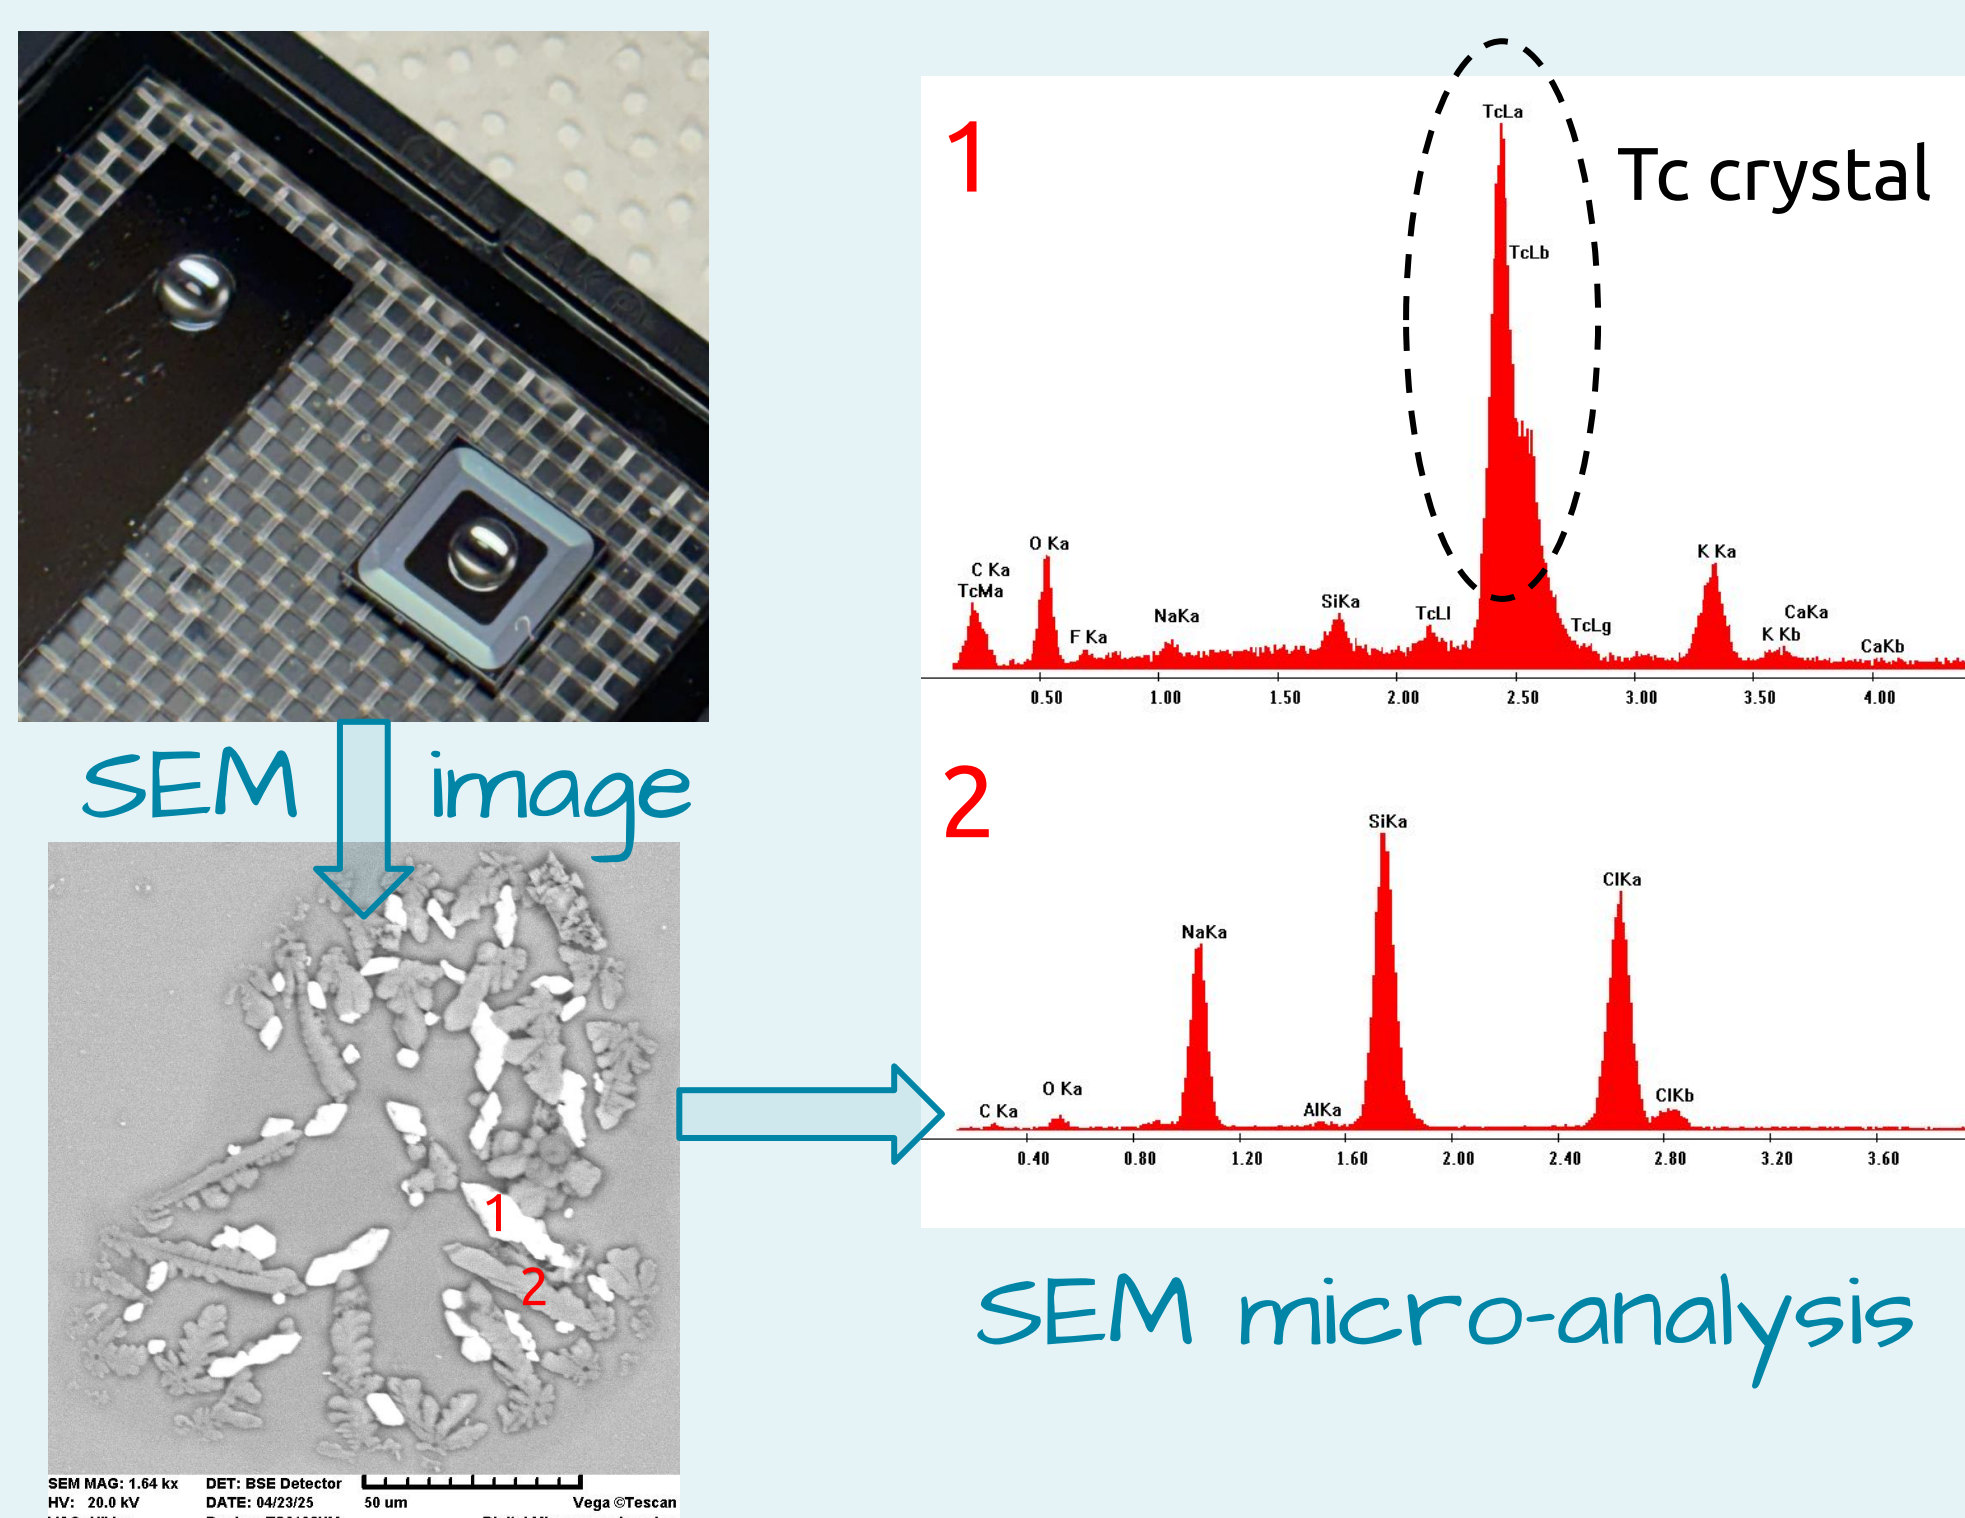 GEL-PAK®
SEM image
1
2
SEM MAG: 1.64 kx DET: BSE Detector
HV: 20.0 kV DATE: 04/23/25 50 um Vega ©Tescan
1
Tc crystal
TcLa
TcLb
O Ka
C Ka
TcMa
F Ka
NaKa
SiKa
TcLl
TcLg
K Ka
CaKa
K Kb
CaKb
0.50 1.00 1.50 2.00 2.50 3.00 3.50 4.00
2
SiKa
ClKa
NaKa
O Ka
C Ka
AlKa
ClKb
0.40 0.80 1.20 1.60 2.00 2.40 2.80 3.20 3.60
SEM micro-analysis